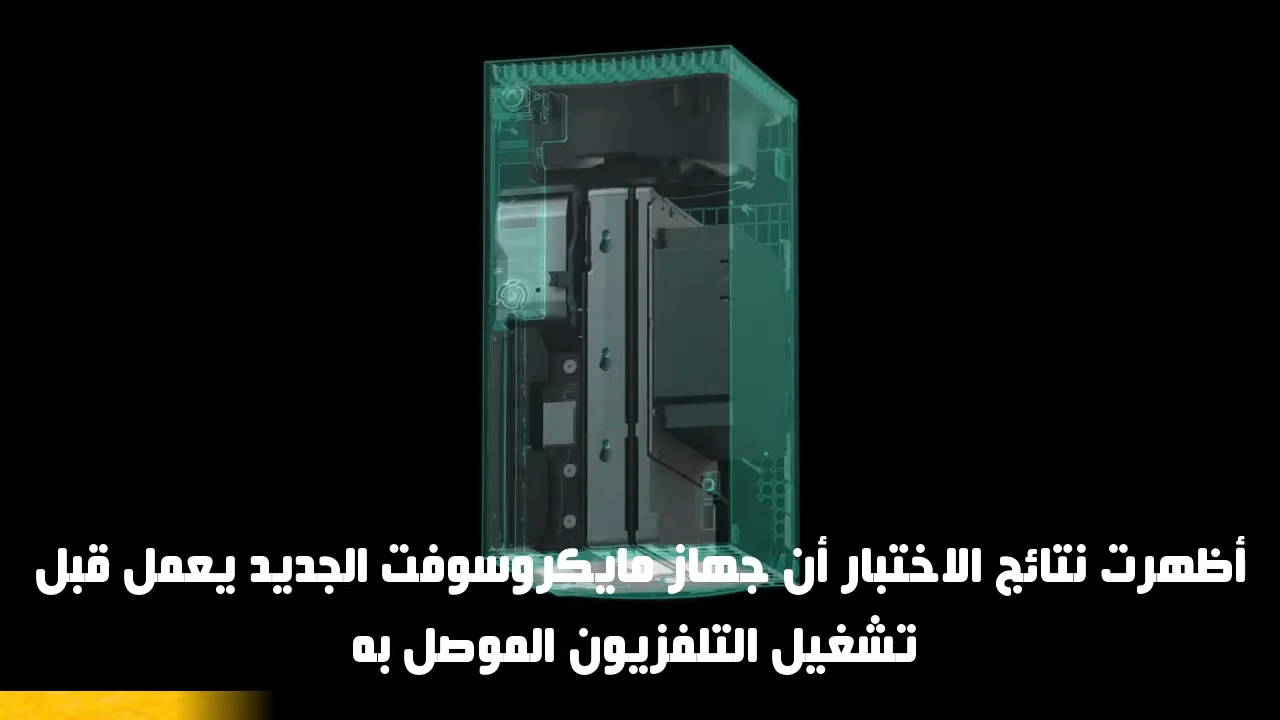 أظهرت نتائج الاختبار أن جهاز مايكروسوفت الجديد يعمل قبل
تشغيل التلفزيون الموصل به